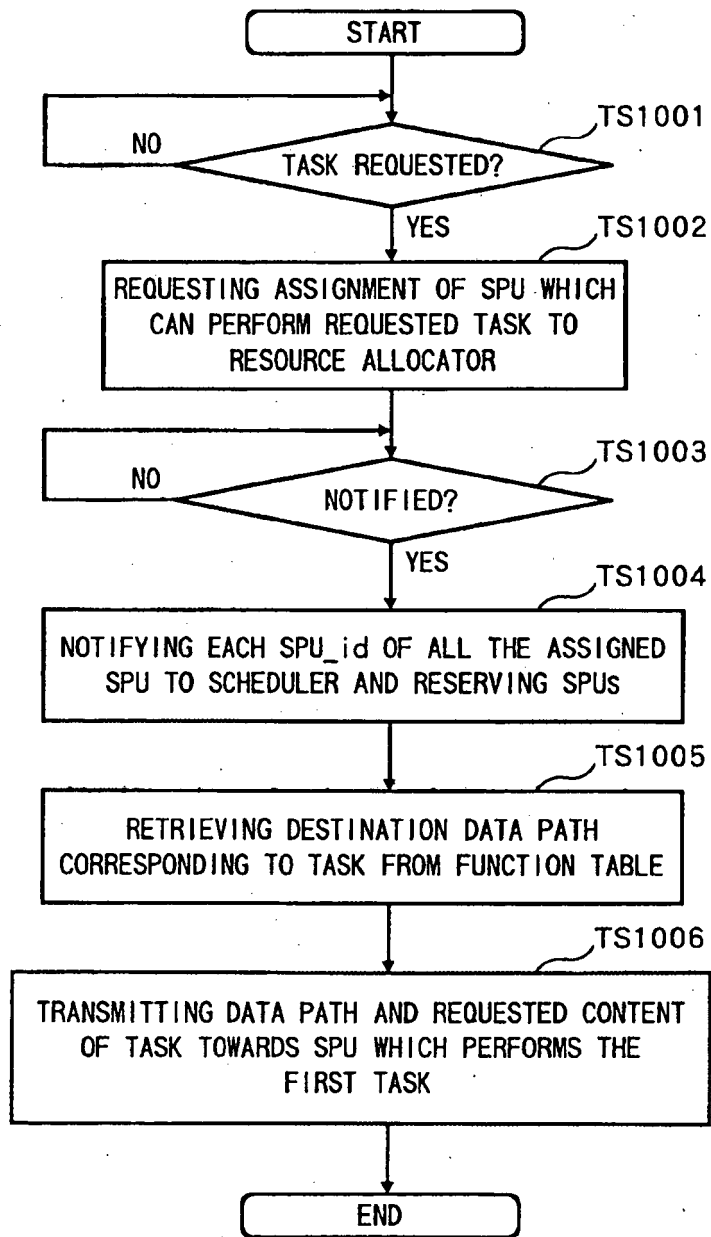 START
TS1001
NO
TASK REQUESTED?
YES
TS1002
REQUESTING ASSIGNMENT OF SPU WHICH
CAN PERFORM REQUESTED TASK TO
RESOURCE ALLOCATOR
TS1003
NO
NOTIFIED?
YES
TS1004
NOTIFYING EACH SPU_id OF ALL THE ASSIGNED
SPU TO SCHEDULER AND RESERVING SPUs
TS1005
RETRIEVING DESTINATION DATA PATH
CORRESPONDING TO TASK FROM FUNCTION TABLE
TS1006
TRANSMITTING DATA PATH AND REQUESTED CONTENT
OF TASK TOWARDS SPU WHICH PERFORMS THE
FIRST TASK
END